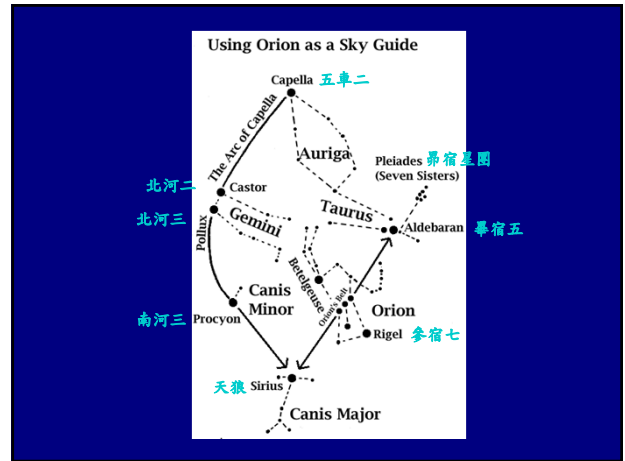 Using Orion as a Sky Guide
Capella 五車二
The Arc of Capella
Auriga
Pleiades 昴宿星团
(Seven Sisters)
北河二 Castor
北河三
Pollux
Gemini
Taurus
Aldebaran 畢宿五
Betelgeuse
Canis
Minor
Orion's Belt
Orion
南河三 Procyon
Rigel 參宿七
天狼 Sirius
Canis Major